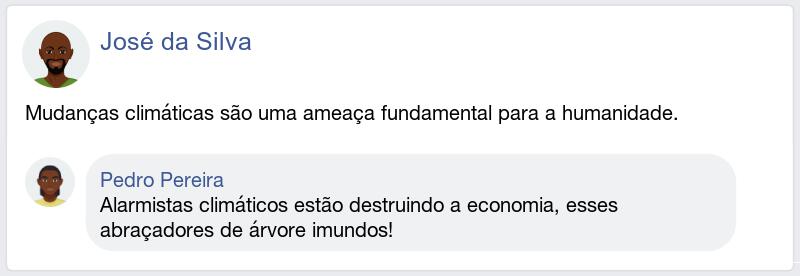 José da Silva
Mudanças climáticas são uma ameaça fundamental para a humanidade.
Pedro Pereira
Alarmistas climáticos estão destruindo a economia, esses
abraçadores de árvore imundos!